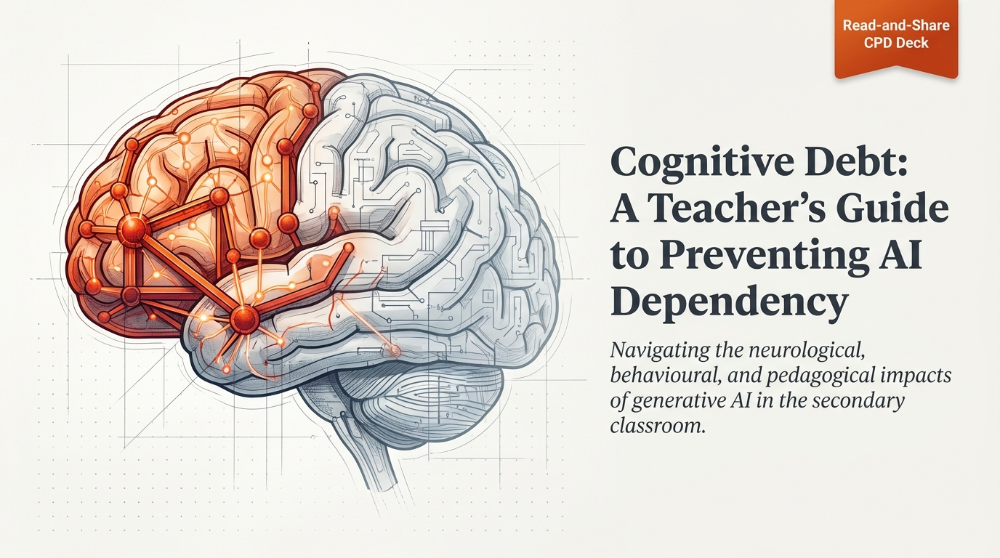 Read-and-Share
CPD Deck
Cognitive Debt:
A Teacher’s Guide
to Preventing AI
Dependency
Navigating the neurological,
behavioural, and pedagogical impacts
of generative AI in the secondary
classroom.